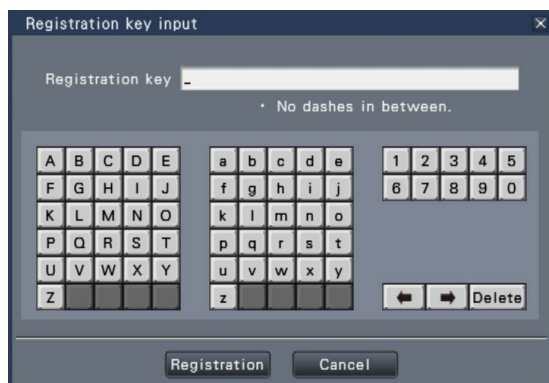 Registration key input ×
Registration key _
・ No dashes in between.
A B C D E a b c d e 1 2 3 4 5
F G H I J f g h i j 6 7 8 9 0
K L M N O k l m n o
P Q R S T p q r s t
U V W X Y u v w x y
Z z ← → Delete
Registration Cancel